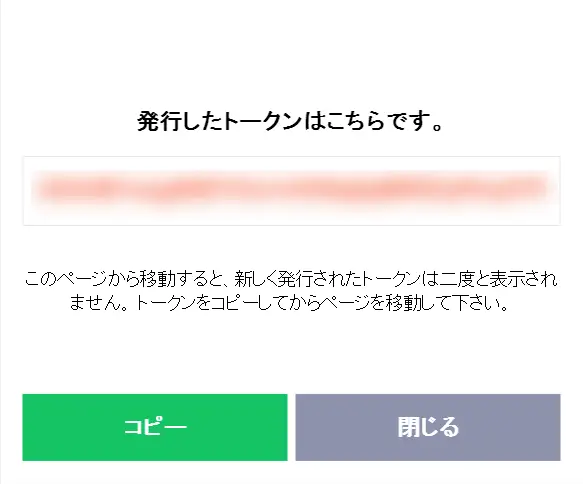 発行したトークンはこちらです。
このページから移動すると、新しく発行されたトークンは二度と表示され
ません。トークンをコピーしてからページを移動して下さい。
コピー
閉じる